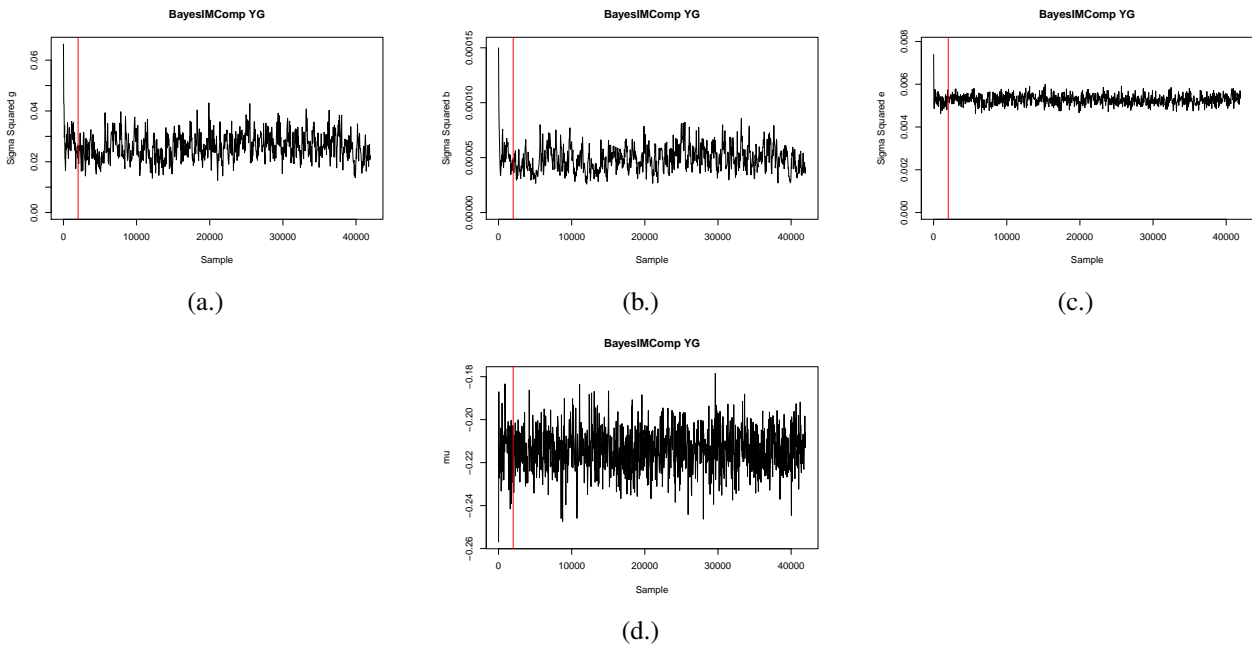 BayesIMComp YG
Sigma Squared g
0.00
0.02
0.04
0.06
0 10000 20000 30000 40000
Sample
(a.)
BayesIMComp YG
Sigma Squared b
0.00000
0.00005
0.00010
0.00015
0 10000 20000 30000 40000
Sample
(b.)
BayesIMComp YG
Sigma Squared e
0.000
0.002
0.004
0.006
0.008
0 10000 20000 30000 40000
Sample
(c.)
BayesIMComp YG
mu
−0.26
−0.24
−0.22
−0.20
−0.18
0 10000 20000 30000 40000
Sample
(d.)